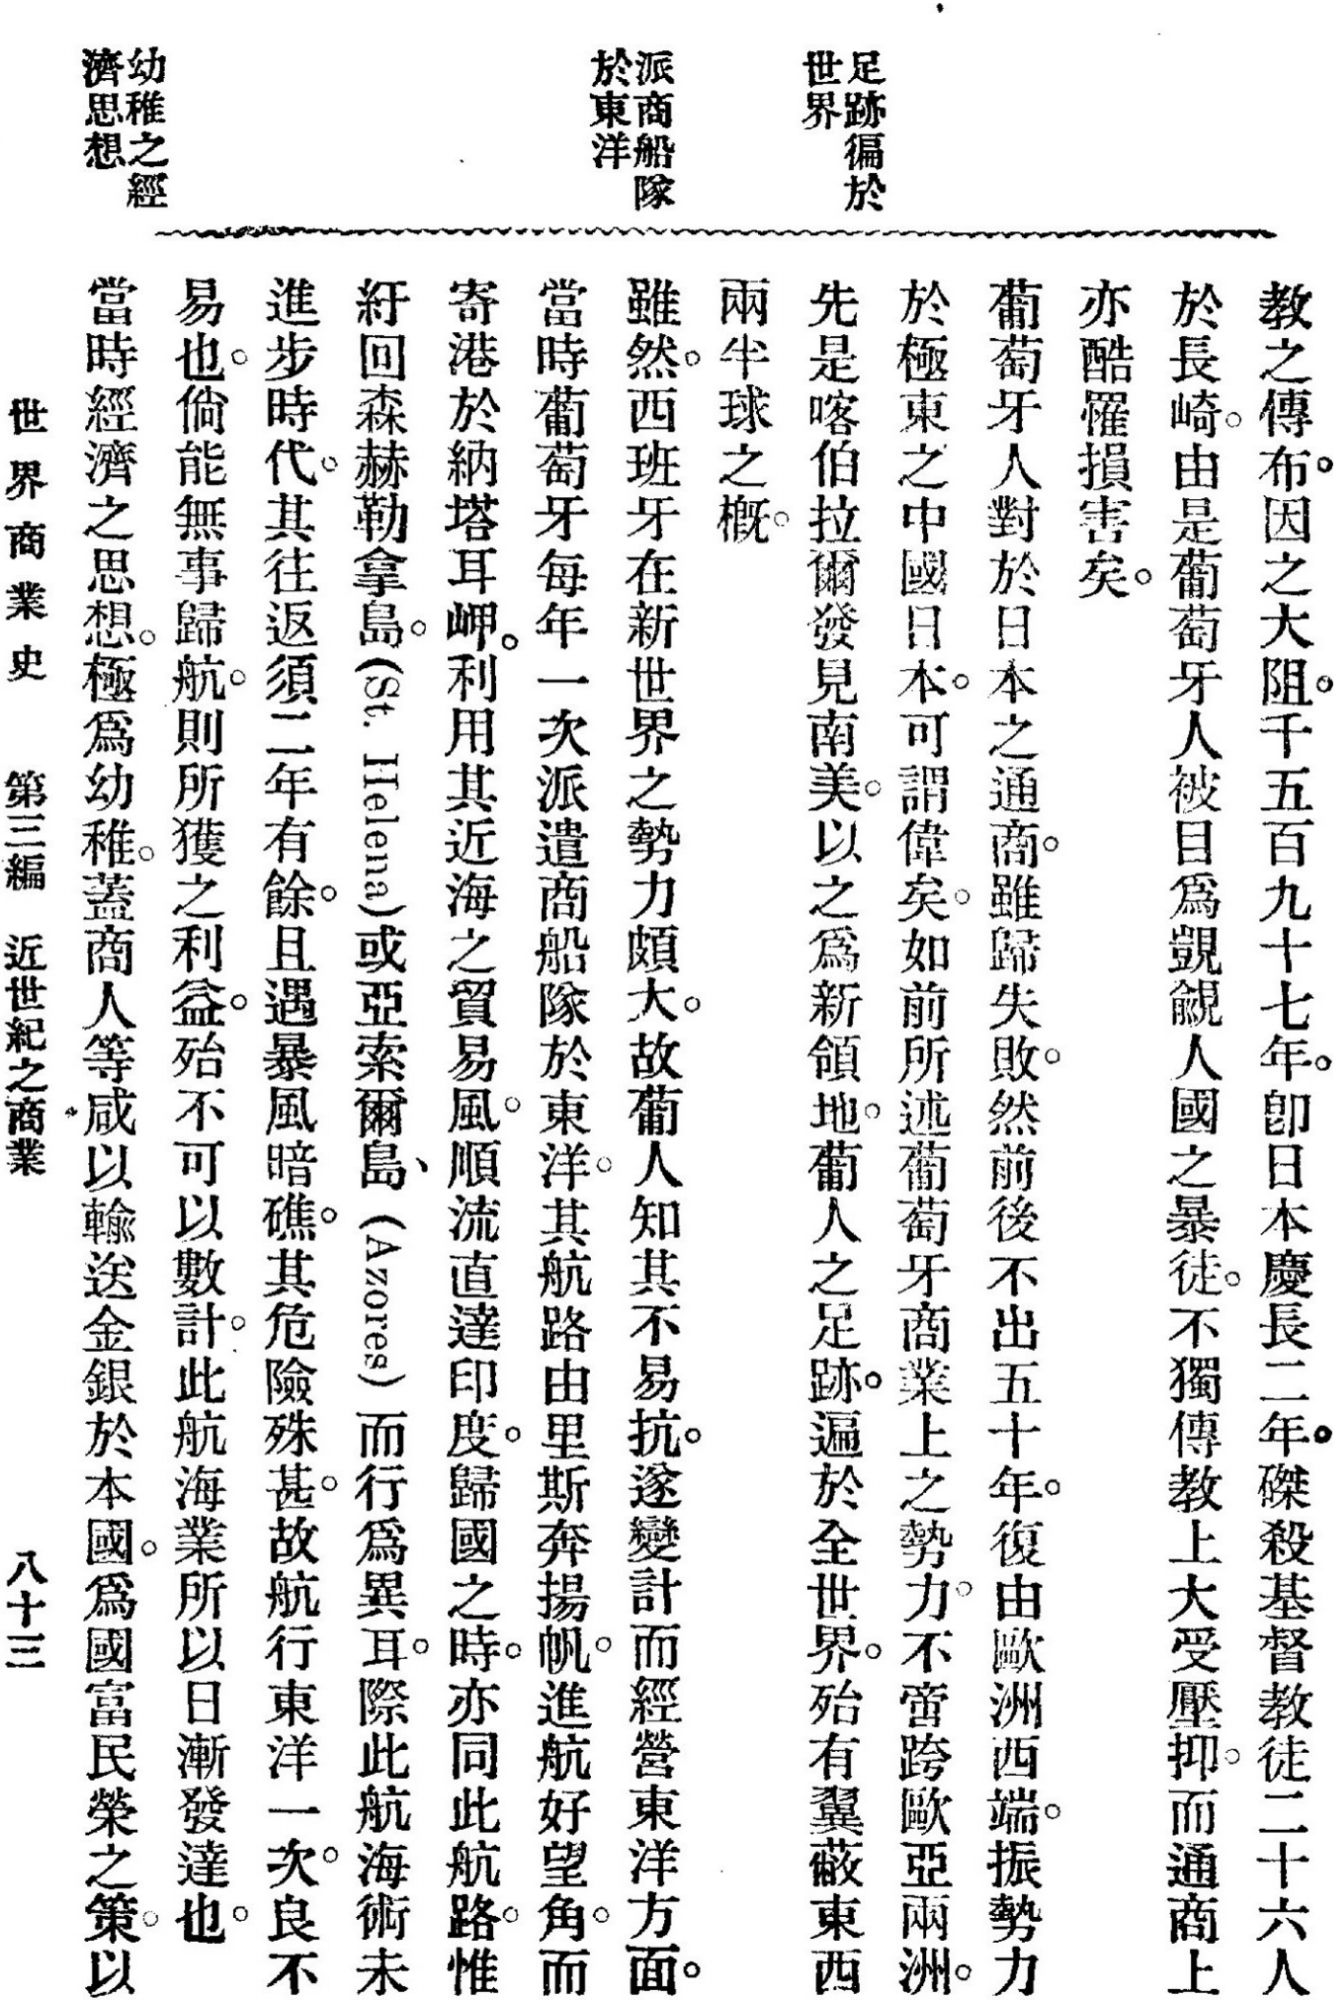 足跡徧於
世界
派商船隊
於東洋
幼稚之經
濟思想
教之傳布。因之大阻。千五百九十七年。卽日本慶長二年。磔殺基督教徒二十六人
於長崎。由是葡萄牙人被目爲覬覦人國之暴徒。不獨傳教上大受壓抑。而通商上
亦酷罹損害矣。
葡萄牙人對於日本之通商。雖歸失敗。然前後不出五十年。復由歐洲西端。振勢力
於極東之中國日本。可謂偉矣。如前所述葡萄牙商業上之勢力。不啻跨歐亞兩洲。
先是喀伯拉爾發見南美。以之爲新領地。葡人之足跡。遍於全世界。殆有翼蔽東西
兩半球之概。
雖然。西班牙在新世界之勢力頗大。故葡人知其不易抗。遂變計而經營東洋方面。
當時葡萄牙每年一次派遣商船隊於東洋。其航路由里斯奔揚帆。進航好望角。而
寄港於納塔耳岬。利用其近海之貿易風。順流直達印度。歸國之時。亦同此航路。惟
紆回森赫勒拿島。(St. Helena)或亞索爾島、(Azores)而行爲異耳。際此航海術未
進步時代。其往返須二年有餘。且遇暴風暗礁。其危險殊甚。故航行東洋一次。良不
易也。倘能無事歸航。則所獲之利益。殆不可以數計。此航海業所以日漸發達也。
當時經濟之思想。極爲幼稚。蓋商人等咸以輸送金銀於本國。爲國富民榮之策。以
世界商業史　第三編　近世紀之商業　八十三